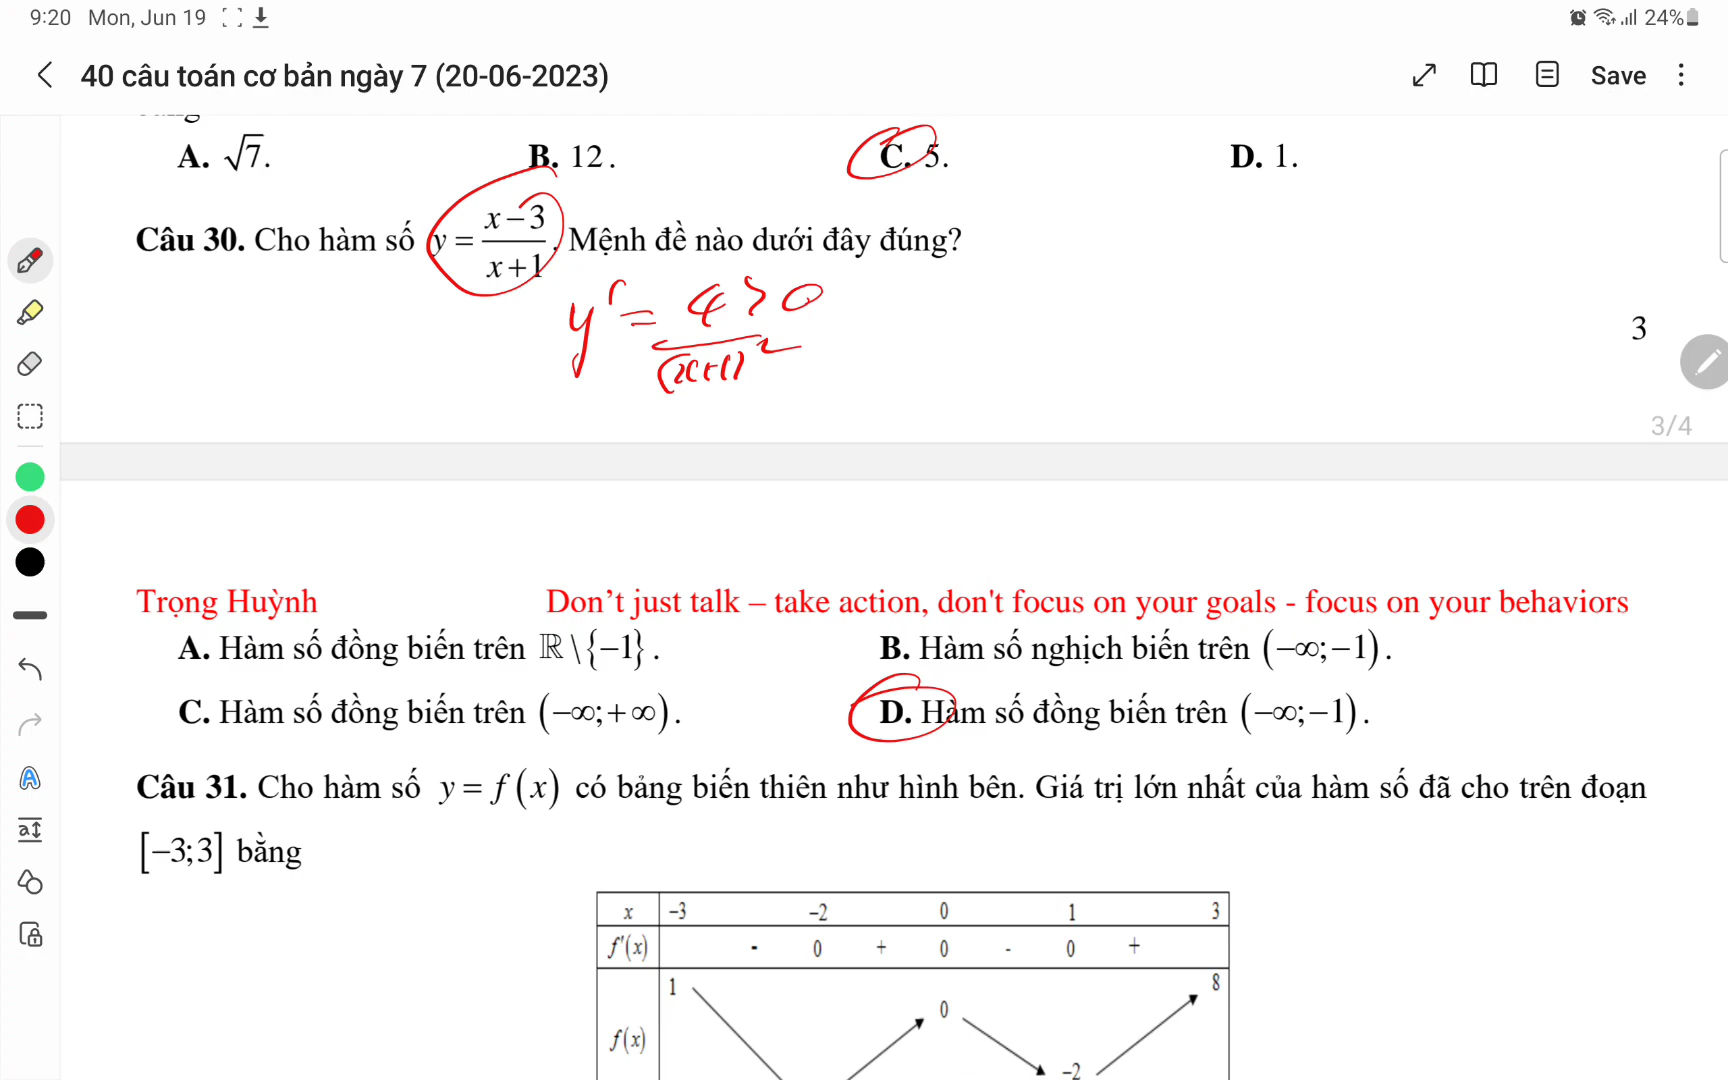 9:20 Mon, Jun 19 24%
40 câu toán cơ bản ngày 7 (20-06-2023) Save
A. √7. B. 12. C. 5. D. 1.
Câu 30. Cho hàm số y = (x−3)/(x+1). Mệnh đề nào dưới đây đúng?
y' = 4/(x+1)² > 0
3
3/4
Trọng Huỳnh Don't just talk – take action, don't focus on your goals - focus on your behaviors
A. Hàm số đồng biến trên ℝ\{−1}. B. Hàm số nghịch biến trên (−∞;−1).
C. Hàm số đồng biến trên (−∞;+∞). D. Hàm số đồng biến trên (−∞;−1).
Câu 31. Cho hàm số y = f(x) có bảng biến thiên như hình bên. Giá trị lớn nhất của hàm số đã cho trên đoạn
[−3;3] bằng
x −3 −2 0 1 3
f'(x) - 0 + 0 - 0 +
1 8
0
f(x)
−2